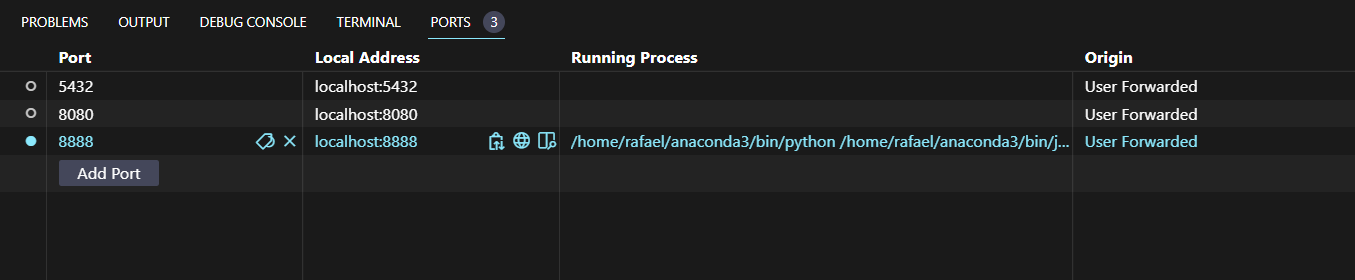 PROBLEMS OUTPUT DEBUG CONSOLE TERMINAL PORTS 3
Port Local Address Running Process Origin
5432 localhost:5432 User Forwarded
8080 localhost:8080 User Forwarded
8888 localhost:8888 /home/rafael/anaconda3/bin/python /home/rafael/anaconda3/bin/j... User Forwarded
Add Port